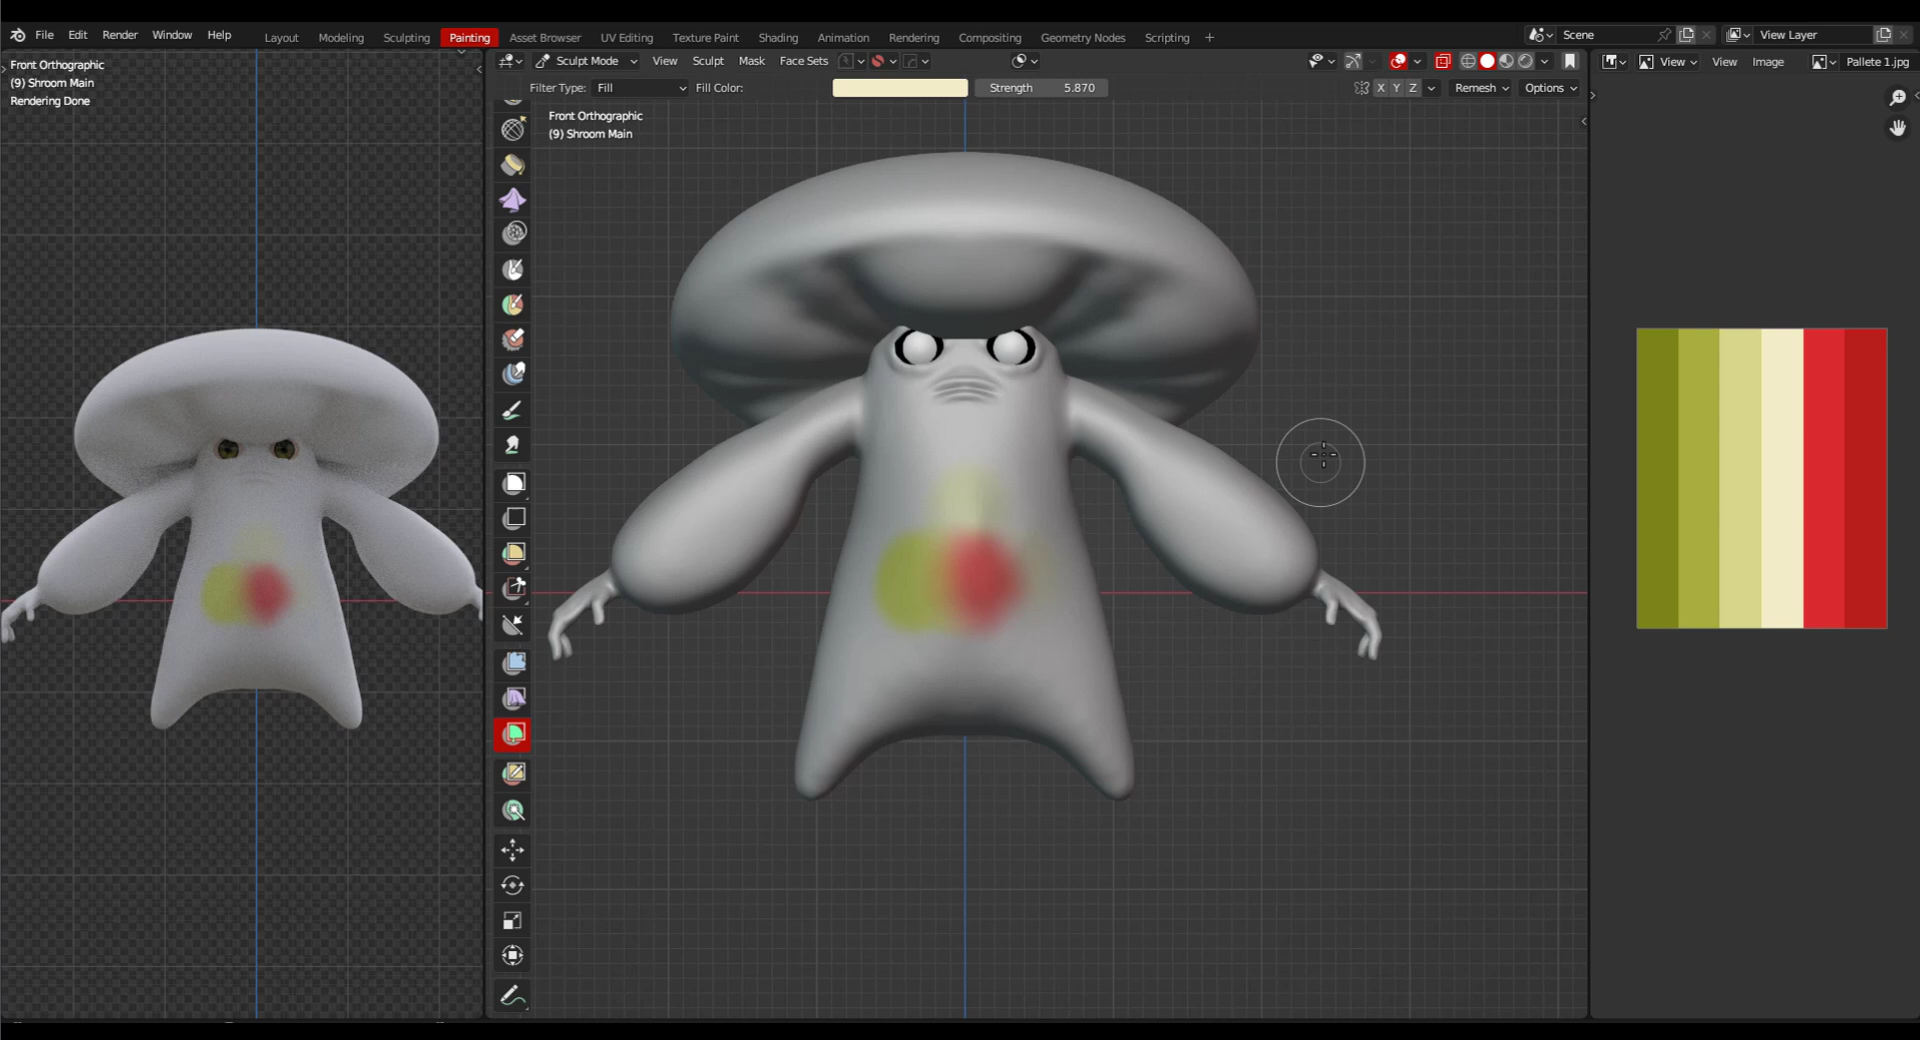 File Edit Render Window Help Layout Modeling Sculpting Painting Asset Browser UV Editing Texture Paint Shading Animation Rendering Compositing Geometry Nodes Scripting + Scene View Layer
Front Orthographic
(9) Shroom Main
Rendering Done
Sculpt Mode View Sculpt Mask Face Sets
Filter Type: Fill Fill Color: Strength 5.870 X Y Z Remesh Options
Front Orthographic
(9) Shroom Main
View View Image Pallete 1.jpg